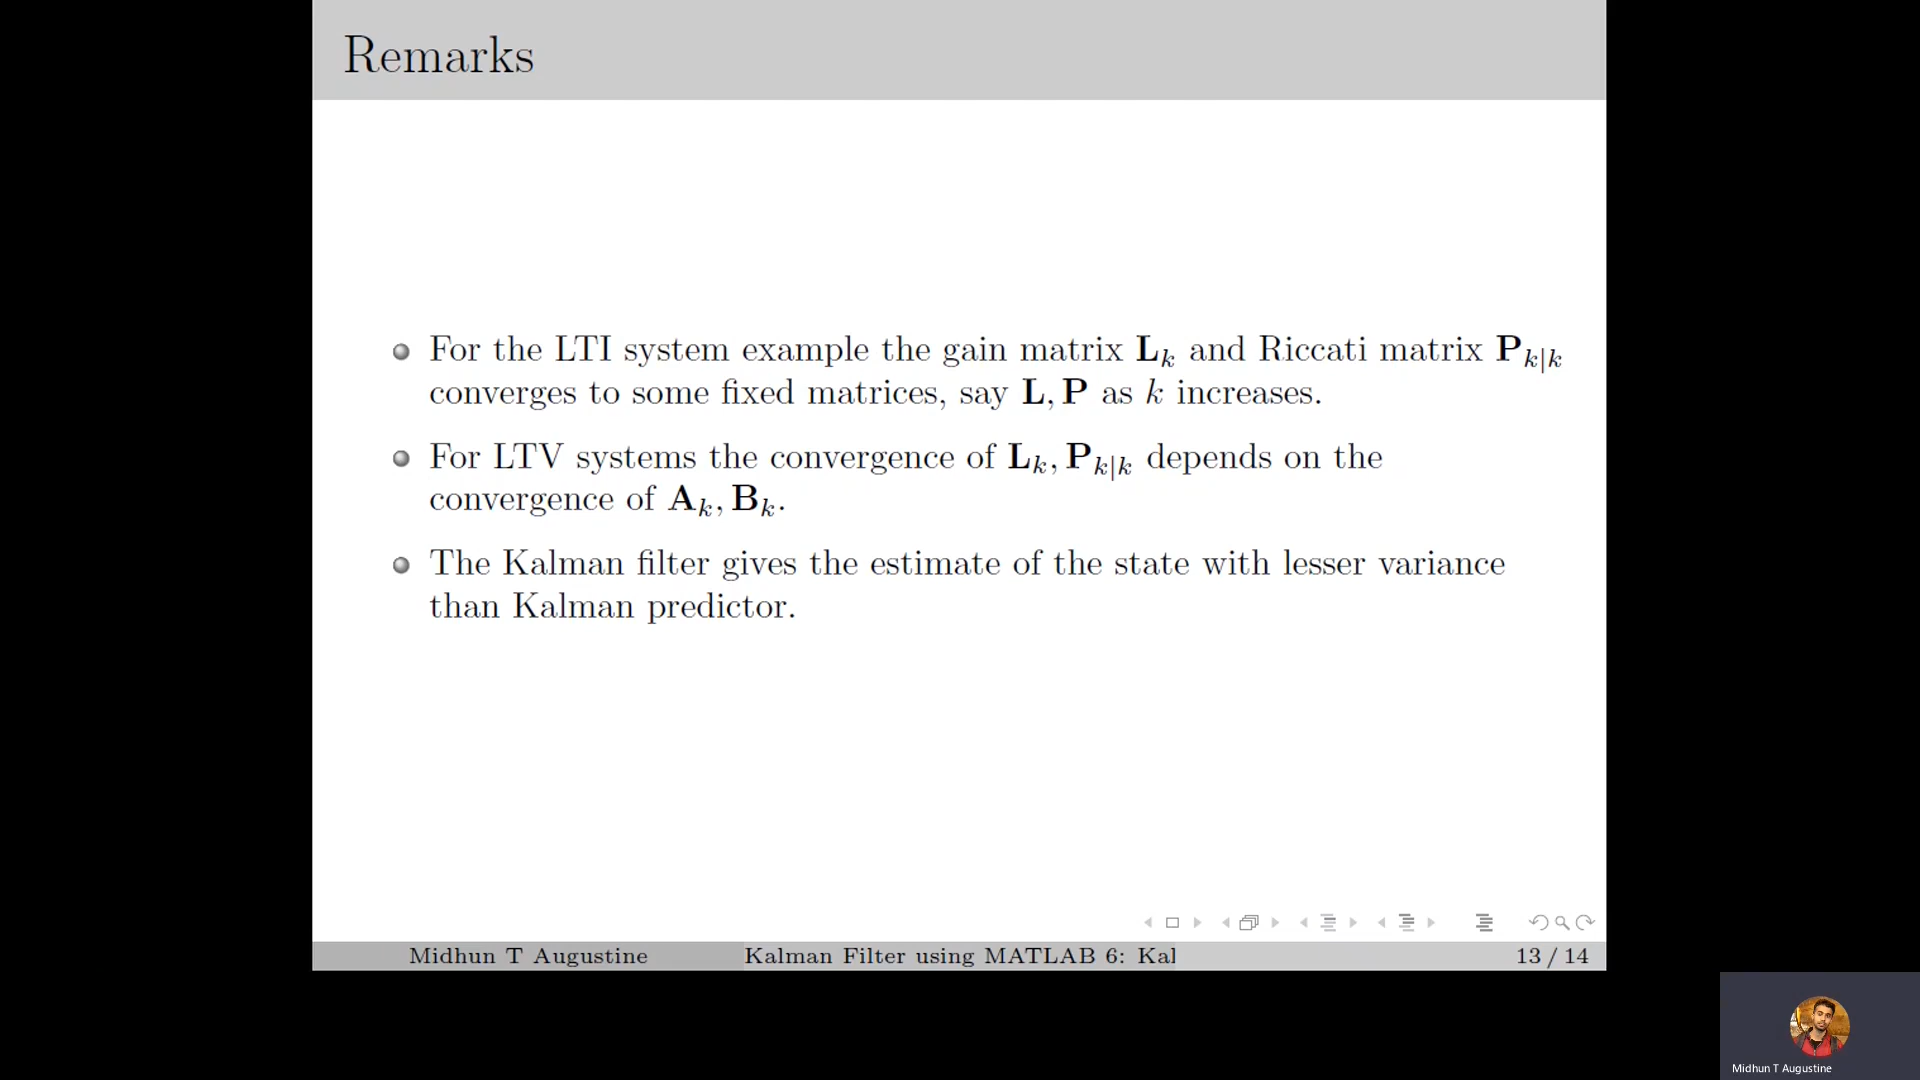 Remarks
For the LTI system example the gain matrix L_k and Riccati matrix P_{k|k}
converges to some fixed matrices, say L, P as k increases.
For LTV systems the convergence of L_k, P_{k|k} depends on the
convergence of A_k, B_k.
The Kalman filter gives the estimate of the state with lesser variance
than Kalman predictor.
Midhun T Augustine Kalman Filter using MATLAB 6: Kal 13 / 14
Midhun T Augustine